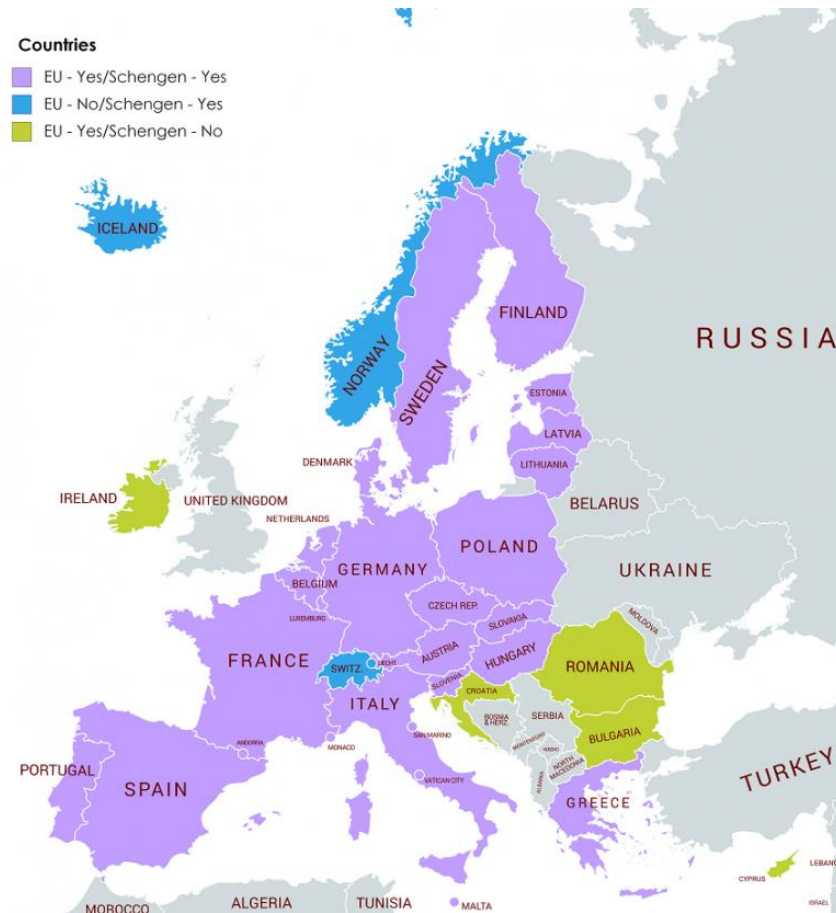 Countries
EU - Yes/Schengen - Yes
EU - No/Schengen - Yes
EU - Yes/Schengen - No
ICELAND
FINLAND
RUSSIA
NORWAY
SWEDEN
ESTONIA
LATVIA
DENMARK
LITHUANIA
IRELAND
UNITED KINGDOM
BELARUS
NETHERLANDS
POLAND
GERMANY
UKRAINE
BELGIUM
CZECH REP.
LUXEMBURG
SLOVAKIA
MOLDOVA
AUSTRIA
HUNGARY
FRANCE
SWITZ.
LIECHT.
ROMANIA
SLOVENIA
CROATIA
ITALY
BOSNIA
& HERZ.
SERBIA
SAN MARINO
BULGARIA
ANDORRA
MONACO
MONTENEGRO
KOSOVO
NORTH
MACEDONIA
PORTUGAL
SPAIN
VATICAN CITY
ALBANIA
TURKEY
GREECE
CYPRUS
LEBANO
MALTA
ISRAEL
MOROCCO
ALGERIA
TUNISIA